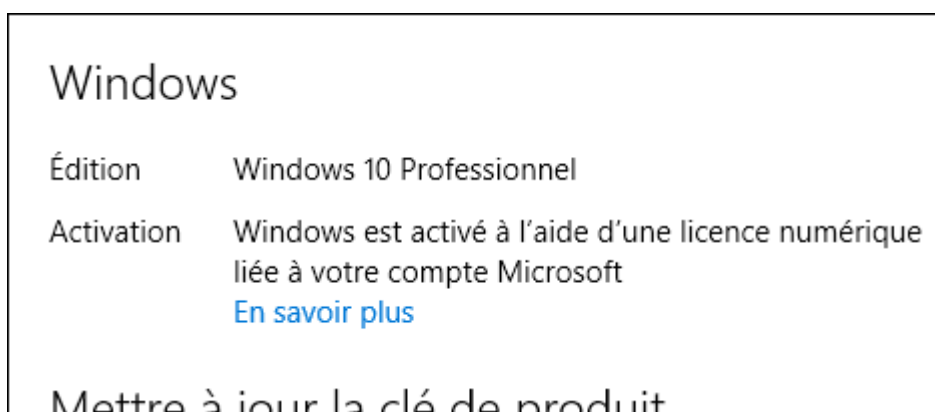 Windows
Édition Windows 10 Professionnel
Activation Windows est activé à l’aide d’une licence numérique
liée à votre compte Microsoft
En savoir plus
Mettre à jour la clé de produit